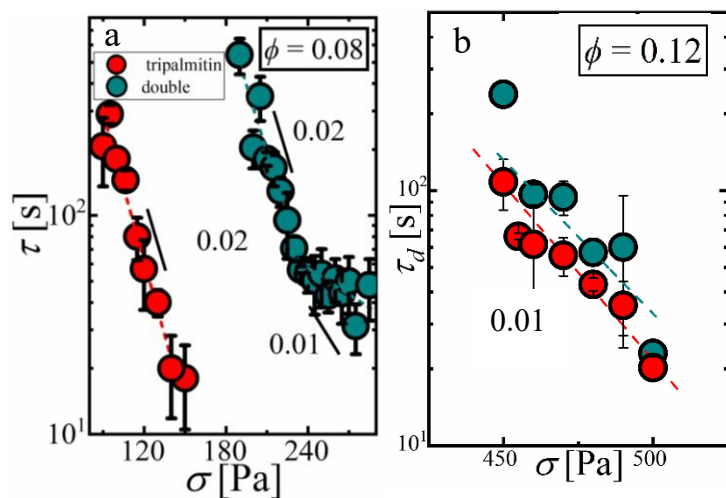 a
ϕ = 0.08
tripalmitin
double
0.02
0.02
0.01
10²
10¹
τ [s]
120
180
240
σ [Pa]
b
ϕ = 0.12
0.01
10²
10¹
τd [s]
450
500
σ [Pa]